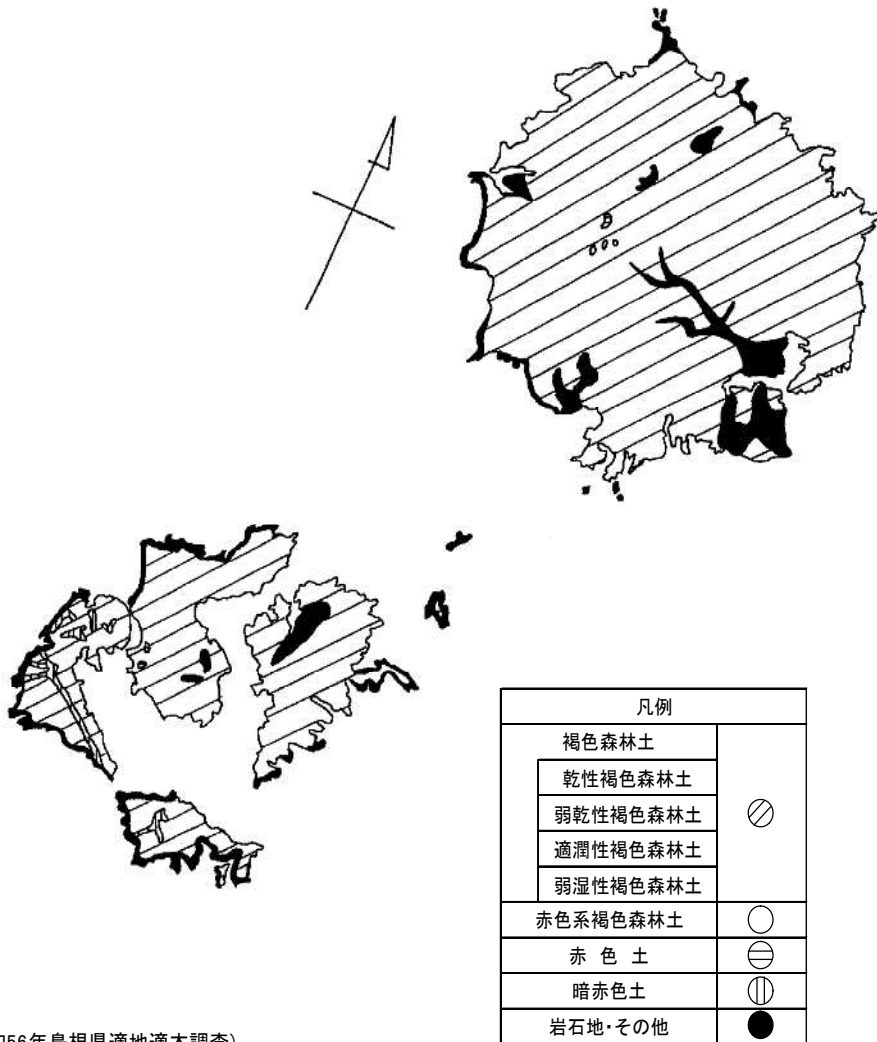 凡例
褐色森林土
乾性褐色森林土
弱乾性褐色森林土
適潤性褐色森林土
弱湿性褐色森林土
赤色系褐色森林土
赤色土
暗赤色土
岩石地・その他
56年島根県適地適木調査)